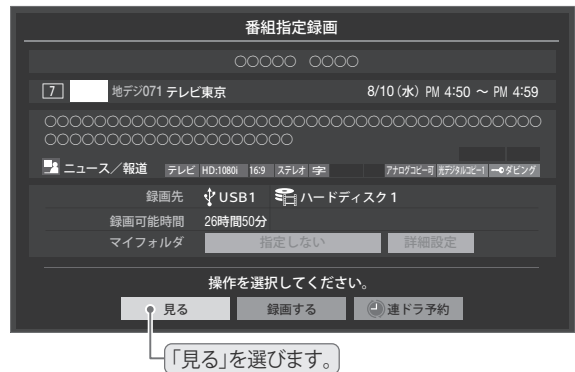 番組指定録画
○○○○○ ○○○○
7 地デジ071 テレビ東京 8/10(水) PM 4:50 ~ PM 4:59
○○○○○○○○○○○○○○○○○○○○○○○○○○○○○○○○○○○○○○○○
○○○○○○○○○○○○○○○○○○○○
ニュース/報道 テレビ HD:1080i 16:9 ステレオ 字 アナログコピー可 光デジタルコピー1 ダビング
録画先 USB1 ハードディスク1
録画可能時間 26時間50分
マイフォルダ 指定しない 詳細設定
操作を選択してください。
見る 録画する 連ドラ予約
「見る」を選びます。